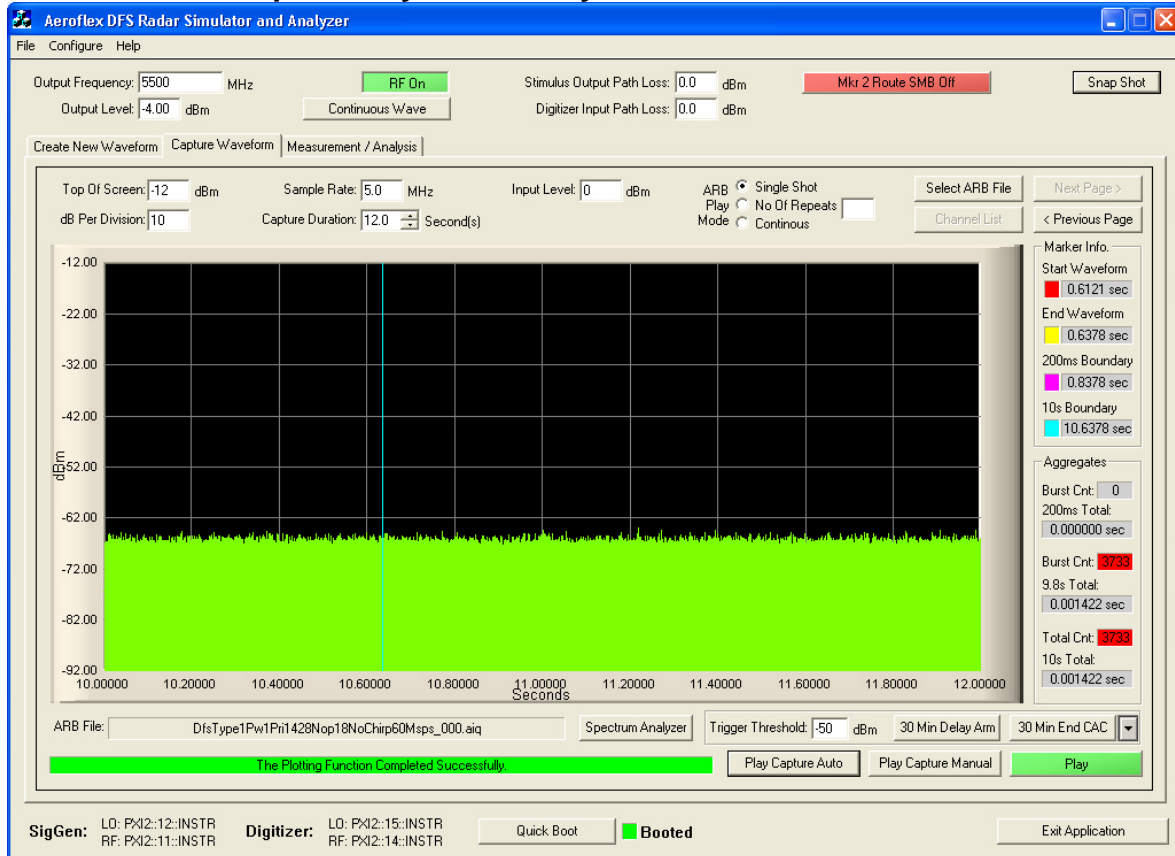 Aeroflex DFS Radar Simulator and Analyzer
File Configure Help
Output Frequency: 5500 MHz RF On Stimulus Output Path Loss: 0.0 dBm Mkr 2 Route SMB Off Snap Shot
Output Level: -4.00 dBm Continuous Wave Digitizer Input Path Loss: 0.0 dBm
Create New Waveform Capture Waveform Measurement / Analysis
Top Of Screen: -12 dBm Sample Rate: 5.0 MHz Input Level: 0 dBm ARB Play Mode Single Shot Select ARB File Next Page >
No Of Repeats
dB Per Division: 10 Capture Duration: 12.0 Second(s) Continous Channel List < Previous Page
-12.00
-22.00
-32.00
-42.00
-52.00
-62.00
-72.00
-82.00
-92.00
dBm
10.00000 10.20000 10.40000 10.60000 10.80000 11.00000 11.20000 11.40000 11.60000 11.80000 12.00000
Seconds
Marker Info.
Start Waveform
0.6121 sec
End Waveform
0.6378 sec
200ms Boundary
0.8378 sec
10s Boundary
10.6378 sec
Aggregates
Burst Cnt: 0
200ms Total:
0.000000 sec
Burst Cnt: 3733
9.8s Total:
0.001422 sec
Total Cnt: 3733
10s Total:
0.001422 sec
ARB File: DfsType1Pw1Pri1428Nop18NoChirp60Msps_000.aiq Spectrum Analyzer Trigger Threshold: -50 dBm 30 Min Delay Arm 30 Min End CAC
The Plotting Function Completed Successfully. Play Capture Auto Play Capture Manual Play
SigGen: LO: PXI2::12::INSTR Digitizer: LO: PXI2::15::INSTR Quick Boot Booted Exit Application
RF: PXI2::11::INSTR RF: PXI2::14::INSTR